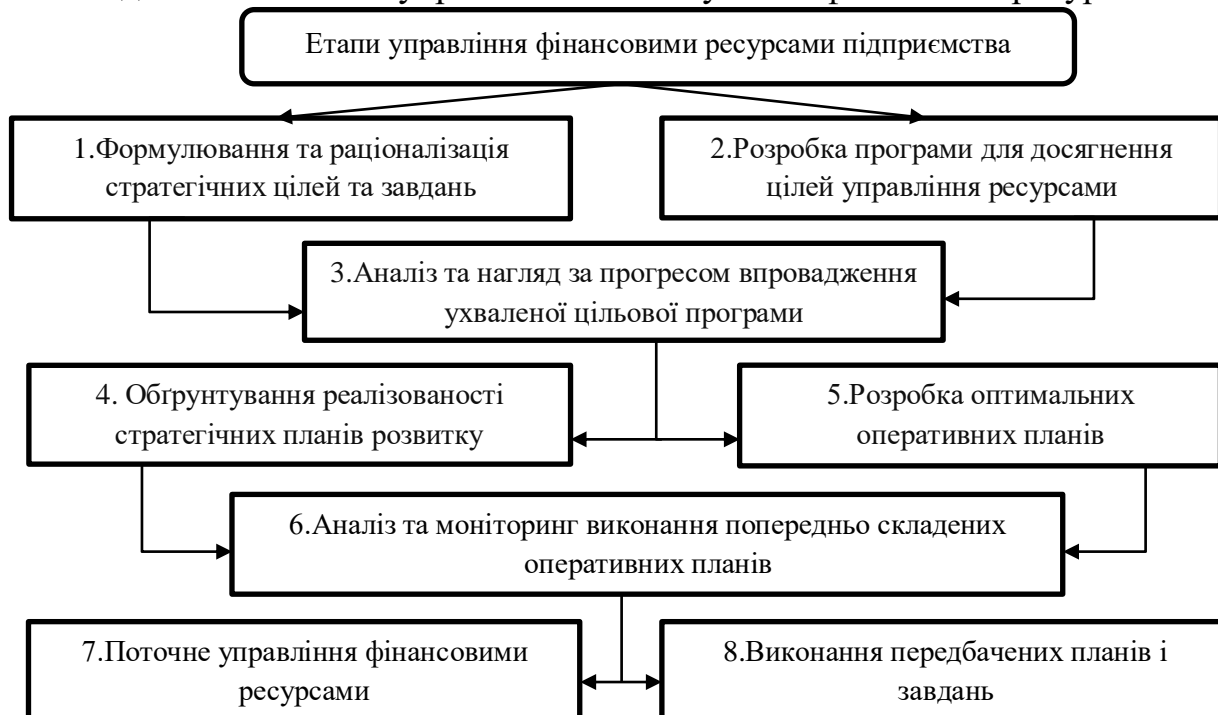 Етапи управління фінансовими ресурсами підприємства
1.Формулювання та раціоналізація
стратегічних цілей та завдань
2.Розробка програми для досягнення
цілей управління ресурсами
3.Аналіз та нагляд за прогресом впровадження
ухваленої цільової програми
4. Обґрунтування реалізованості
стратегічних планів розвитку
5.Розробка оптимальних
оперативних планів
6.Аналіз та моніторинг виконання попередньо складених
оперативних планів
7.Поточне управління фінансовими
ресурсами
8.Виконання передбачених планів і
завдань